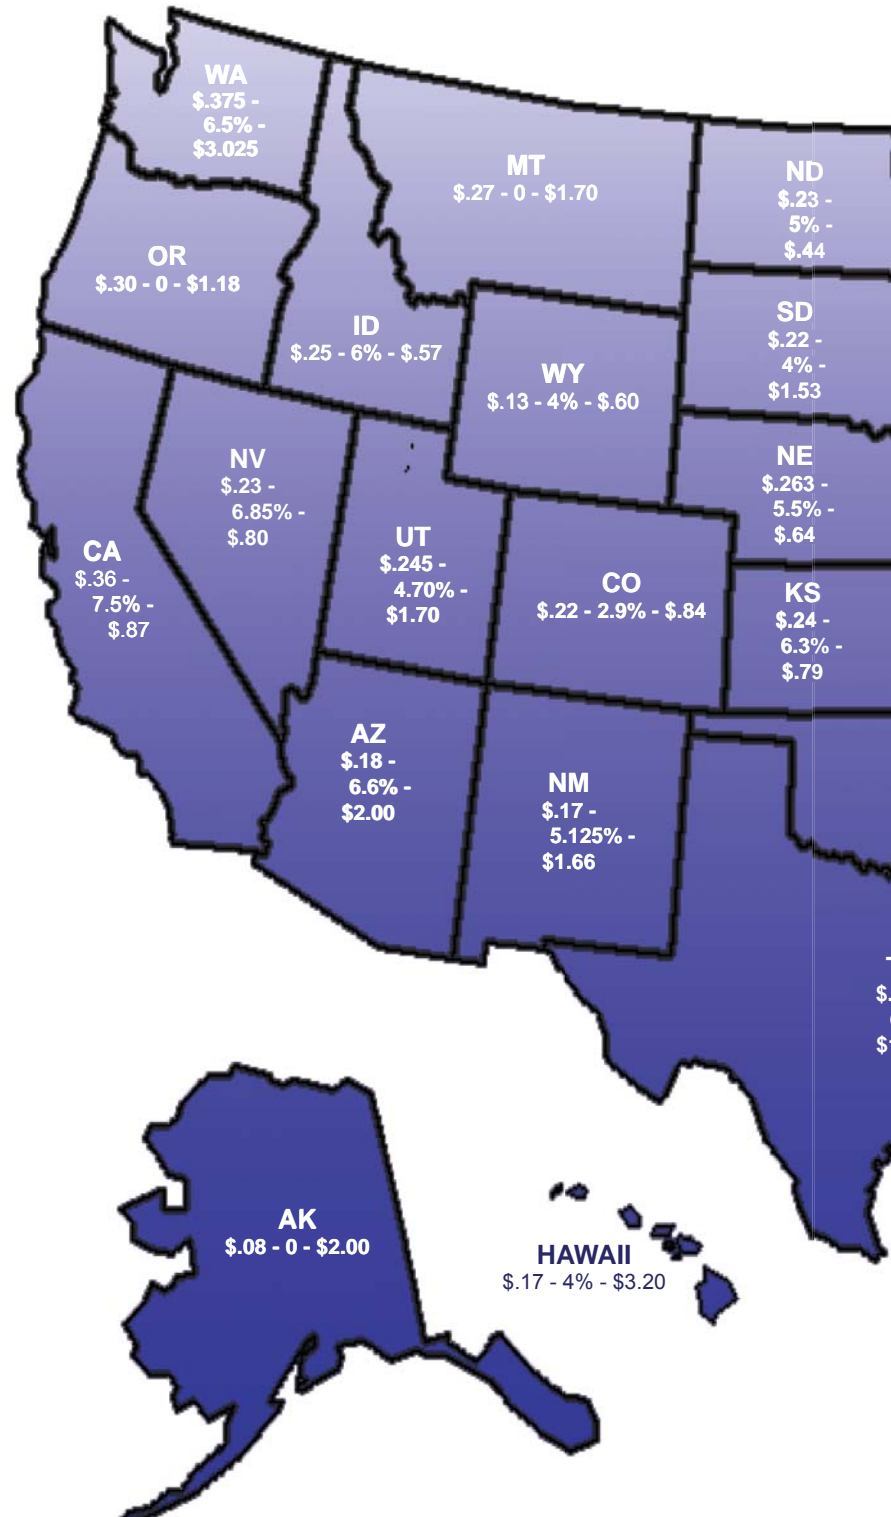 WA
$.375 -
6.5% -
$3.025
MT
$.27 - 0 - $1.70
ND
$.23 -
5% -
$.44
OR
$.30 - 0 - $1.18
ID
$.25 - 6% - $.57
WY
$.13 - 4% - $.60
SD
$.22 -
4% -
$1.53
NV
$.23 -
6.85% -
$.80
NE
$.263 -
5.5% -
$.64
CA
$.36 -
7.5% -
$.87
UT
$.245 -
4.70% -
$1.70
CO
$.22 - 2.9% - $.84
KS
$.24 -
6.3% -
$.79
AZ
$.18 -
6.6% -
$2.00
NM
$.17 -
5.125% -
$1.66
AK
$.08 - 0 - $2.00
HAWAII
$.17 - 4% - $3.20